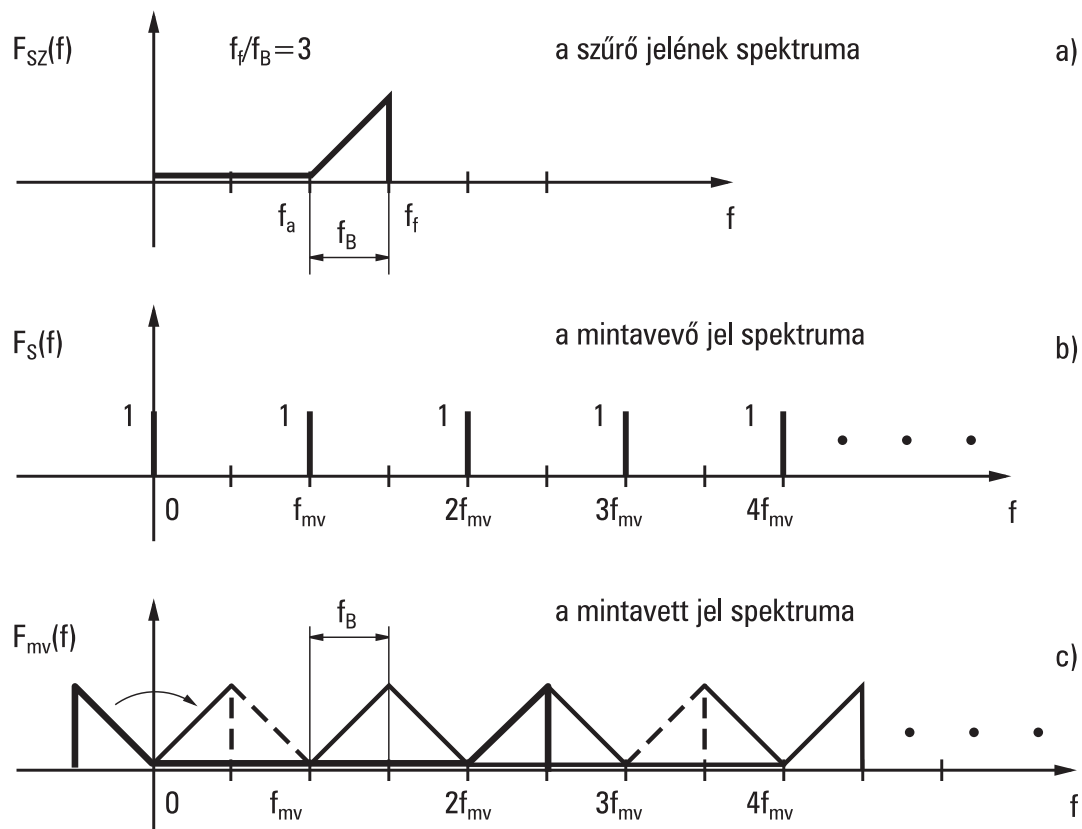 F_SZ(f) f_f/f_B=3 a szűrő jelének spektruma a)
f_a f_f f
f_B
F_S(f) a mintavevő jel spektruma b)
1 1 1 1 1
0 f_mv 2f_mv 3f_mv 4f_mv f
f_B a mintavett jel spektruma
F_mv(f) c)
0 f_mv 2f_mv 3f_mv 4f_mv f